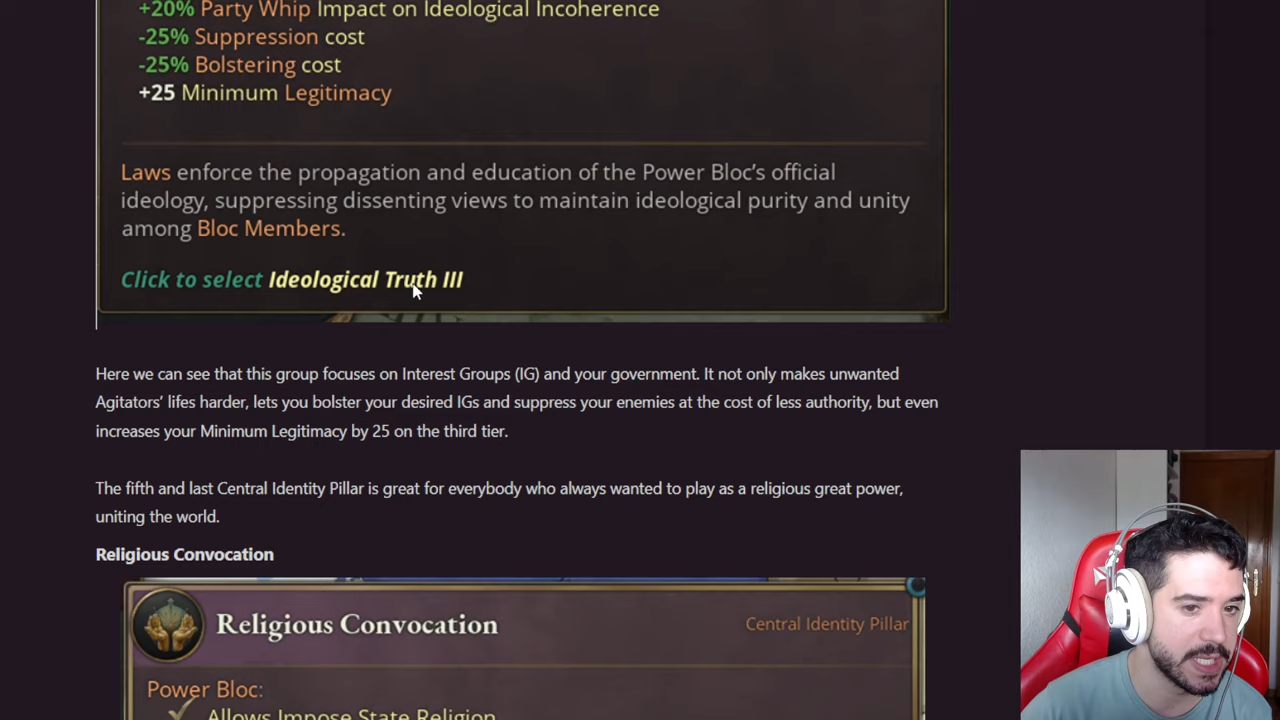 +20% Party Whip Impact on Ideological Incoherence
-25% Suppression cost
-25% Bolstering cost
+25 Minimum Legitimacy
Laws enforce the propagation and education of the Power Bloc's official
ideology, suppressing dissenting views to maintain ideological purity and unity
among Bloc Members.
Click to select Ideological Truth III
Here we can see that this group focuses on Interest Groups (IG) and your government. It not only makes unwanted
Agitators' lifes harder, lets you bolster your desired IGs and suppress your enemies at the cost of less authority, but even
increases your Minimum Legitimacy by 25 on the third tier.
The fifth and last Central Identity Pillar is great for everybody who always wanted to play as a religious great power,
uniting the world.
Religious Convocation
Religious Convocation
Central Identity Pillar
Power Bloc:
Allows Impose State Religion